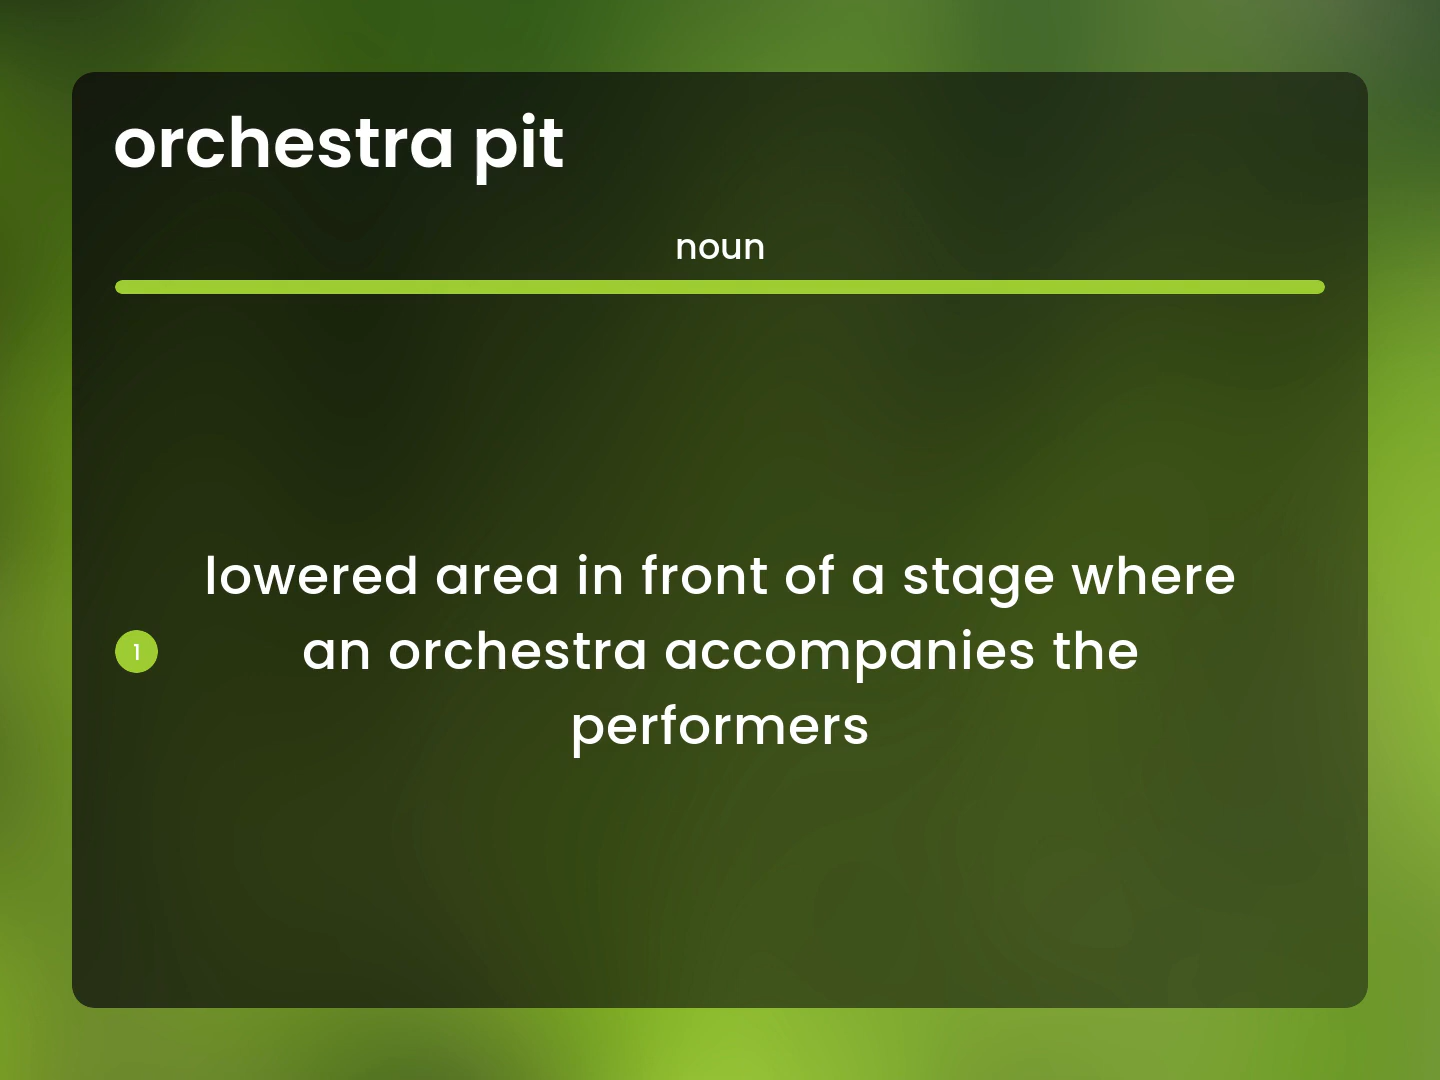 orchestra pit
noun
lowered area in front of a stage where
1
an orchestra accompanies the
performers